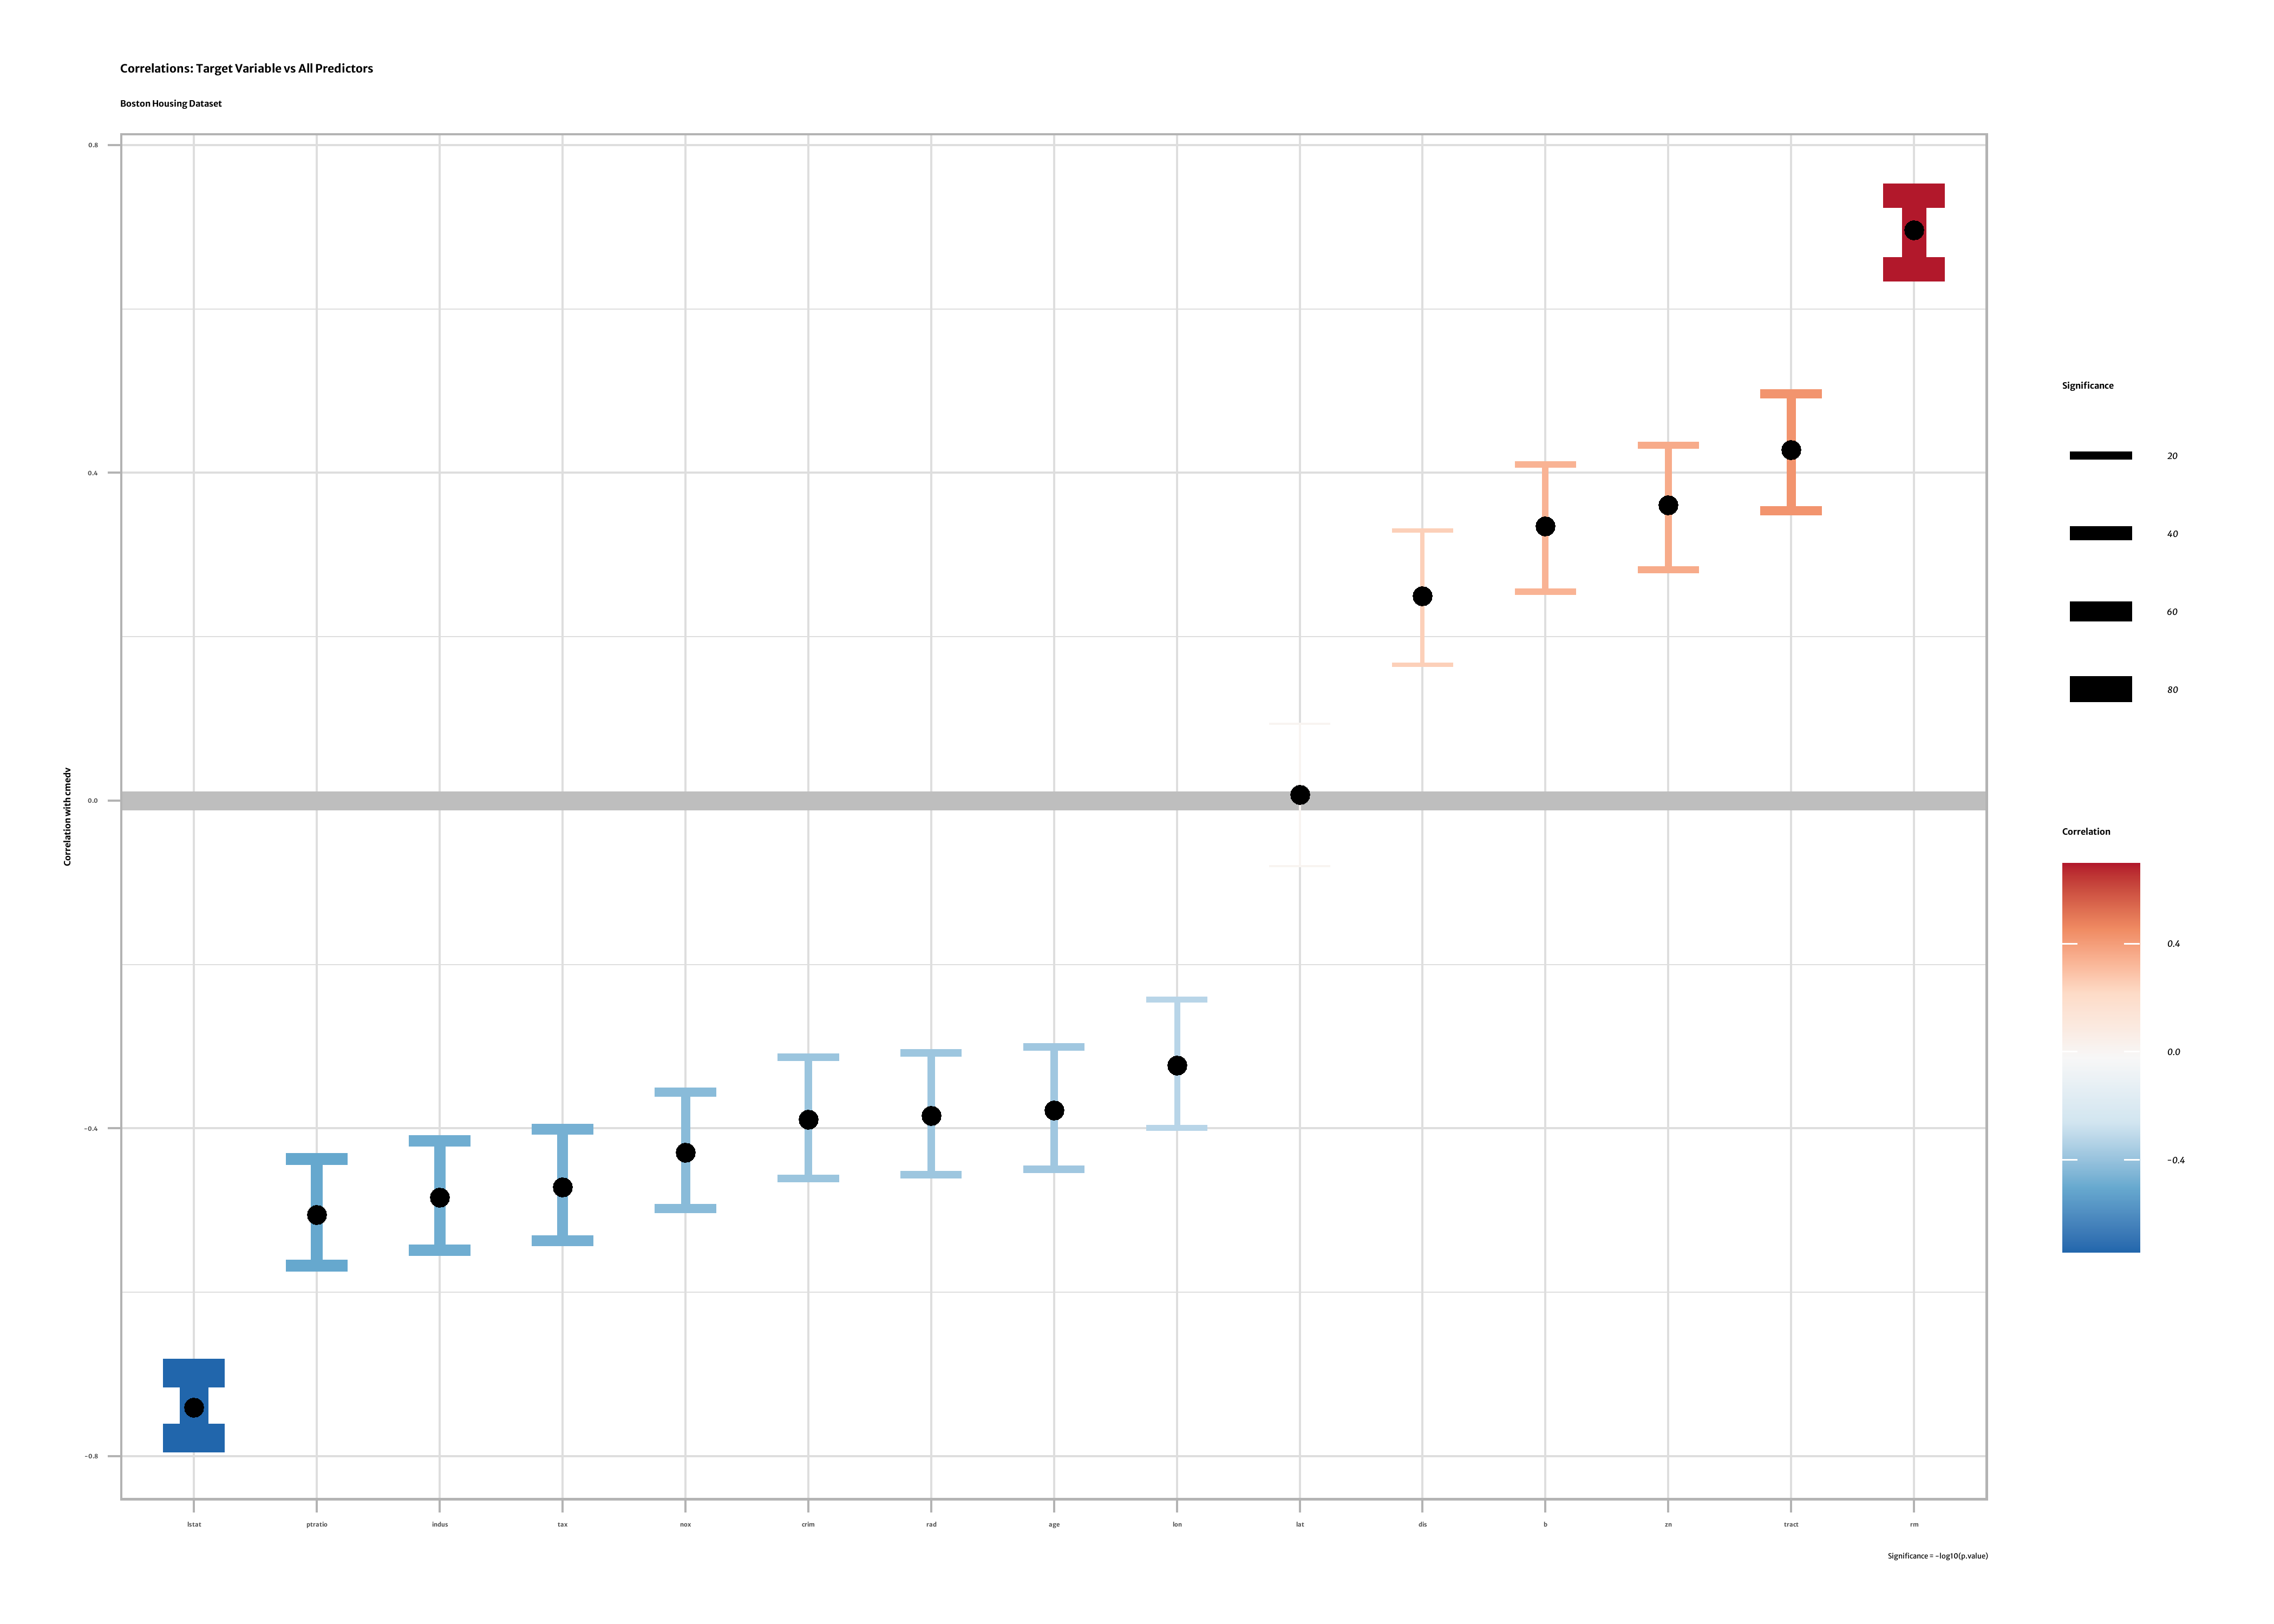 Correlations: Target Variable vs All Predictors
Boston Housing Dataset
Correlation with cmedv
0.8
0.4
0.0
-0.4
-0.8
lstat ptratio indus tax nox crim rad age lon lat dis b zn tract rm
Significance = -log10(p.value)
Significance
20
40
60
80
Correlation
0.4
0.0
-0.4